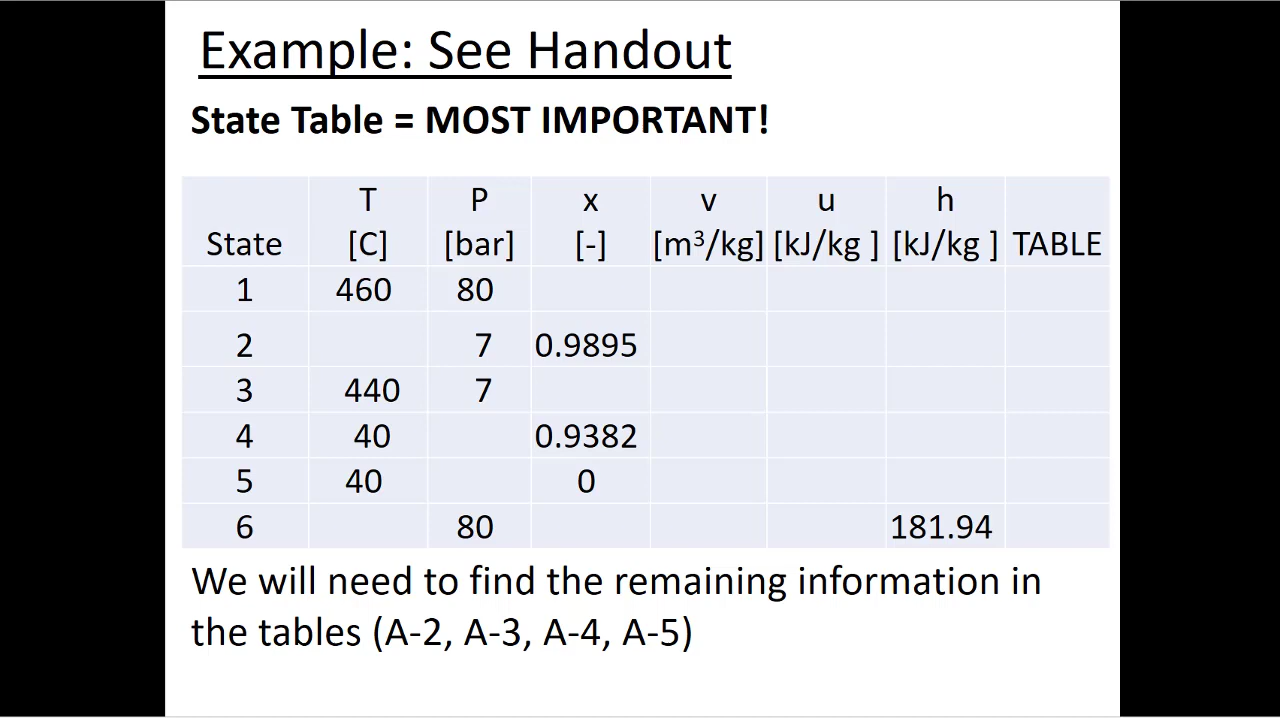 Example: See Handout
State Table = MOST IMPORTANT!
T P x v u h
State [C] [bar] [-] [m³/kg] [kJ/kg ] [kJ/kg ] TABLE
1 460 80
2 7 0.9895
3 440 7
4 40 0.9382
5 40 0
6 80 181.94
We will need to find the remaining information in
the tables (A-2, A-3, A-4, A-5)